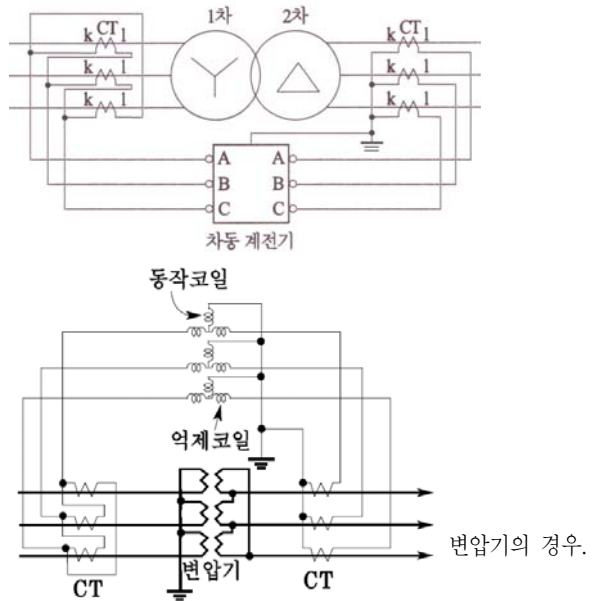 1차 2차
k CT l
k CT l
k l
k l
k l
k l
A A
B B
C C
차동 계전기
동작코일
억제코일
변압기
변압기의 경우.
CT CT